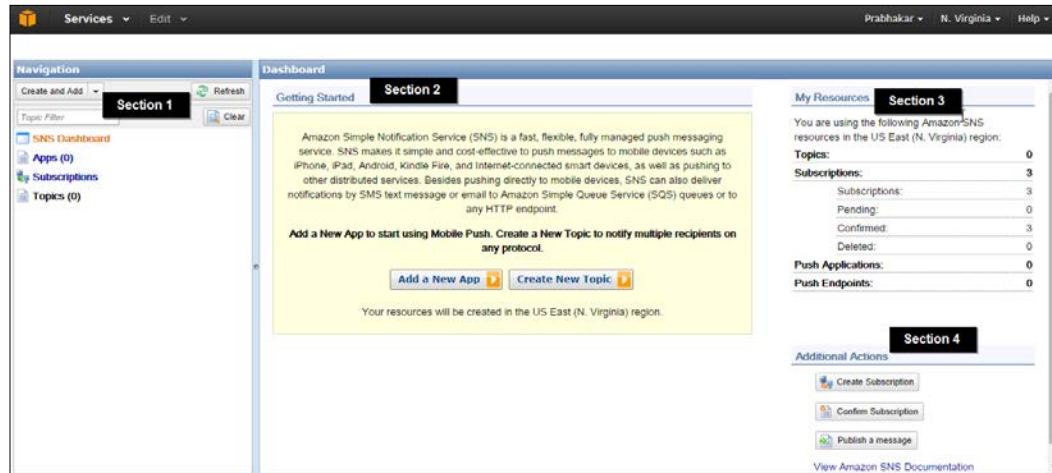 Services Edit Prabhakar N. Virginia Help
Navigation
Create and Add Refresh
Section 1
Topic Filter Clear
SNS Dashboard
Apps (0)
Subscriptions
Topics (0)
Dashboard
Getting Started Section 2
Amazon Simple Notification Service (SNS) is a fast, flexible, fully managed push messaging
service. SNS makes it simple and cost-effective to push messages to mobile devices such as
iPhone, iPad, Android, Kindle Fire, and Internet-connected smart devices, as well as pushing to
other distributed services. Besides pushing directly to mobile devices, SNS can also deliver
notifications by SMS text message or email to Amazon Simple Queue Service (SQS) queues or to
any HTTP endpoint.
Add a New App to start using Mobile Push. Create a New Topic to notify multiple recipients on
any protocol.
Add a New App Create New Topic
Your resources will be created in the US East (N. Virginia) region.
My Resources Section 3
You are using the following Amazon SNS
resources in the US East (N. Virginia) region:
Topics: 0
Subscriptions: 3
Subscriptions: 3
Pending: 0
Confirmed: 3
Deleted: 0
Push Applications: 0
Push Endpoints: 0
Section 4
Additional Actions
Create Subscription
Confirm Subscription
Publish a message
View Amazon SNS Documentation